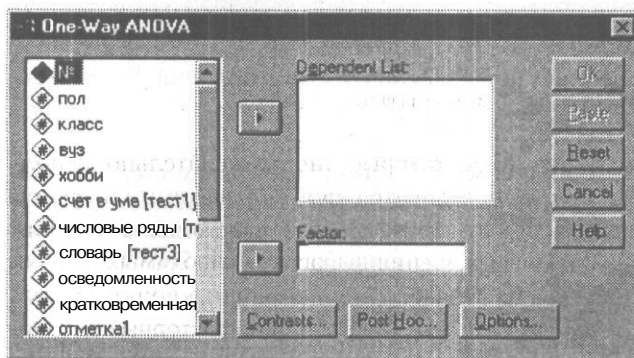 One-Way ANOVA
№
пол
класс
вуз
хобби
счет в уме [тест1]
числовые ряды [те
словарь [тест3]
осведомленность
кратковременная
отметка1
Dependent List:
Factor:
OK
Paste
Reset
Cancel
Help
Contrasts...
Post Hoc...
Options...